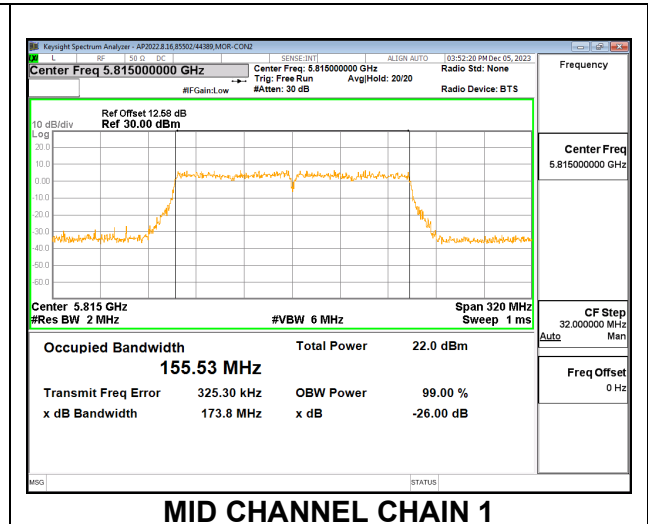 Keysight Spectrum Analyzer - AP2022.8.16,85502/44389,MOR-CON2
L RF 50 Ω DC SENSE:INT ALIGN AUTO 03:52:20 PM Dec 05, 2023
Center Freq 5.815000000 GHz Center Freq: 5.815000000 GHz Radio Std: None
Trig: Free Run Avg|Hold: 20/20
#IFGain:Low #Atten: 30 dB Radio Device: BTS
Frequency
Ref Offset 12.58 dB
10 dB/div Ref 30.00 dBm
Log
20.0
10.0
0.00
-10.0
-20.0
-30.0
-40.0
-50.0
-60.0
Center 5.815 GHz Span 320 MHz
#Res BW 2 MHz #VBW 6 MHz Sweep 1 ms
Occupied Bandwidth Total Power 22.0 dBm
155.53 MHz
Transmit Freq Error 325.30 kHz OBW Power 99.00 %
x dB Bandwidth 173.8 MHz x dB -26.00 dB
Center Freq
5.815000000 GHz
CF Step
32.000000 MHz
Auto Man
Freq Offset
0 Hz
MSG STATUS
MID CHANNEL CHAIN 1